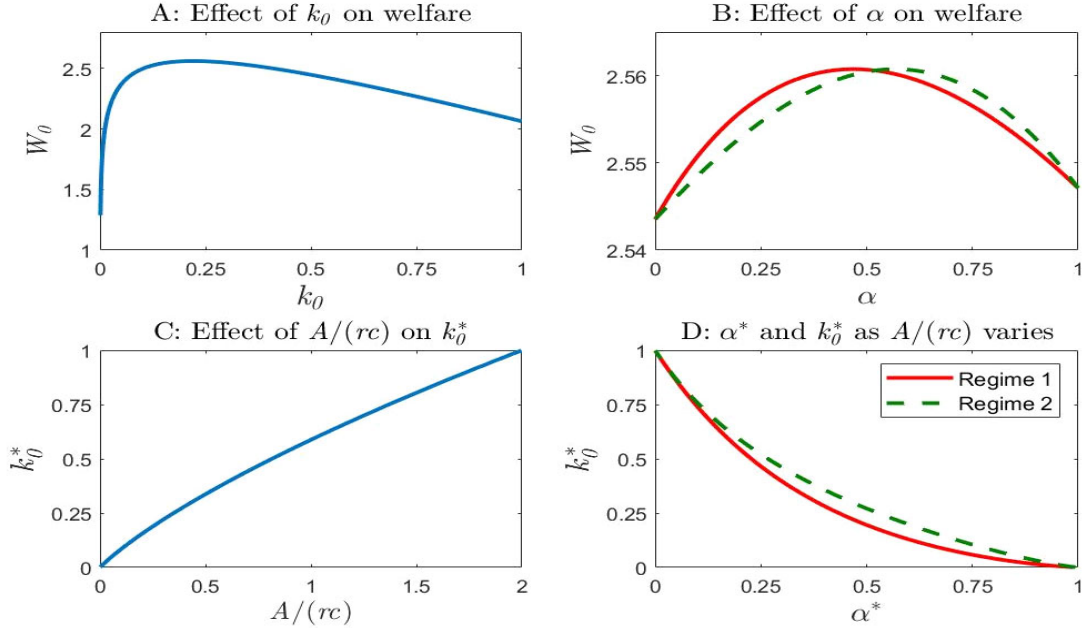 A: Effect of k₀ on welfare
W₀
2.5
2
1.5
1
0
0.25
0.5
0.75
1
k₀
B: Effect of α on welfare
W₀
2.56
2.55
2.54
0
0.25
0.5
0.75
1
α
C: Effect of A/(rc) on k₀*
k₀*
1
0.75
0.5
0.25
0
0
0.5
1
1.5
2
A/(rc)
D: α* and k₀* as A/(rc) varies
k₀*
1
0.75
0.5
0.25
0
Regime 1
Regime 2
0
0.25
0.5
0.75
1
α*